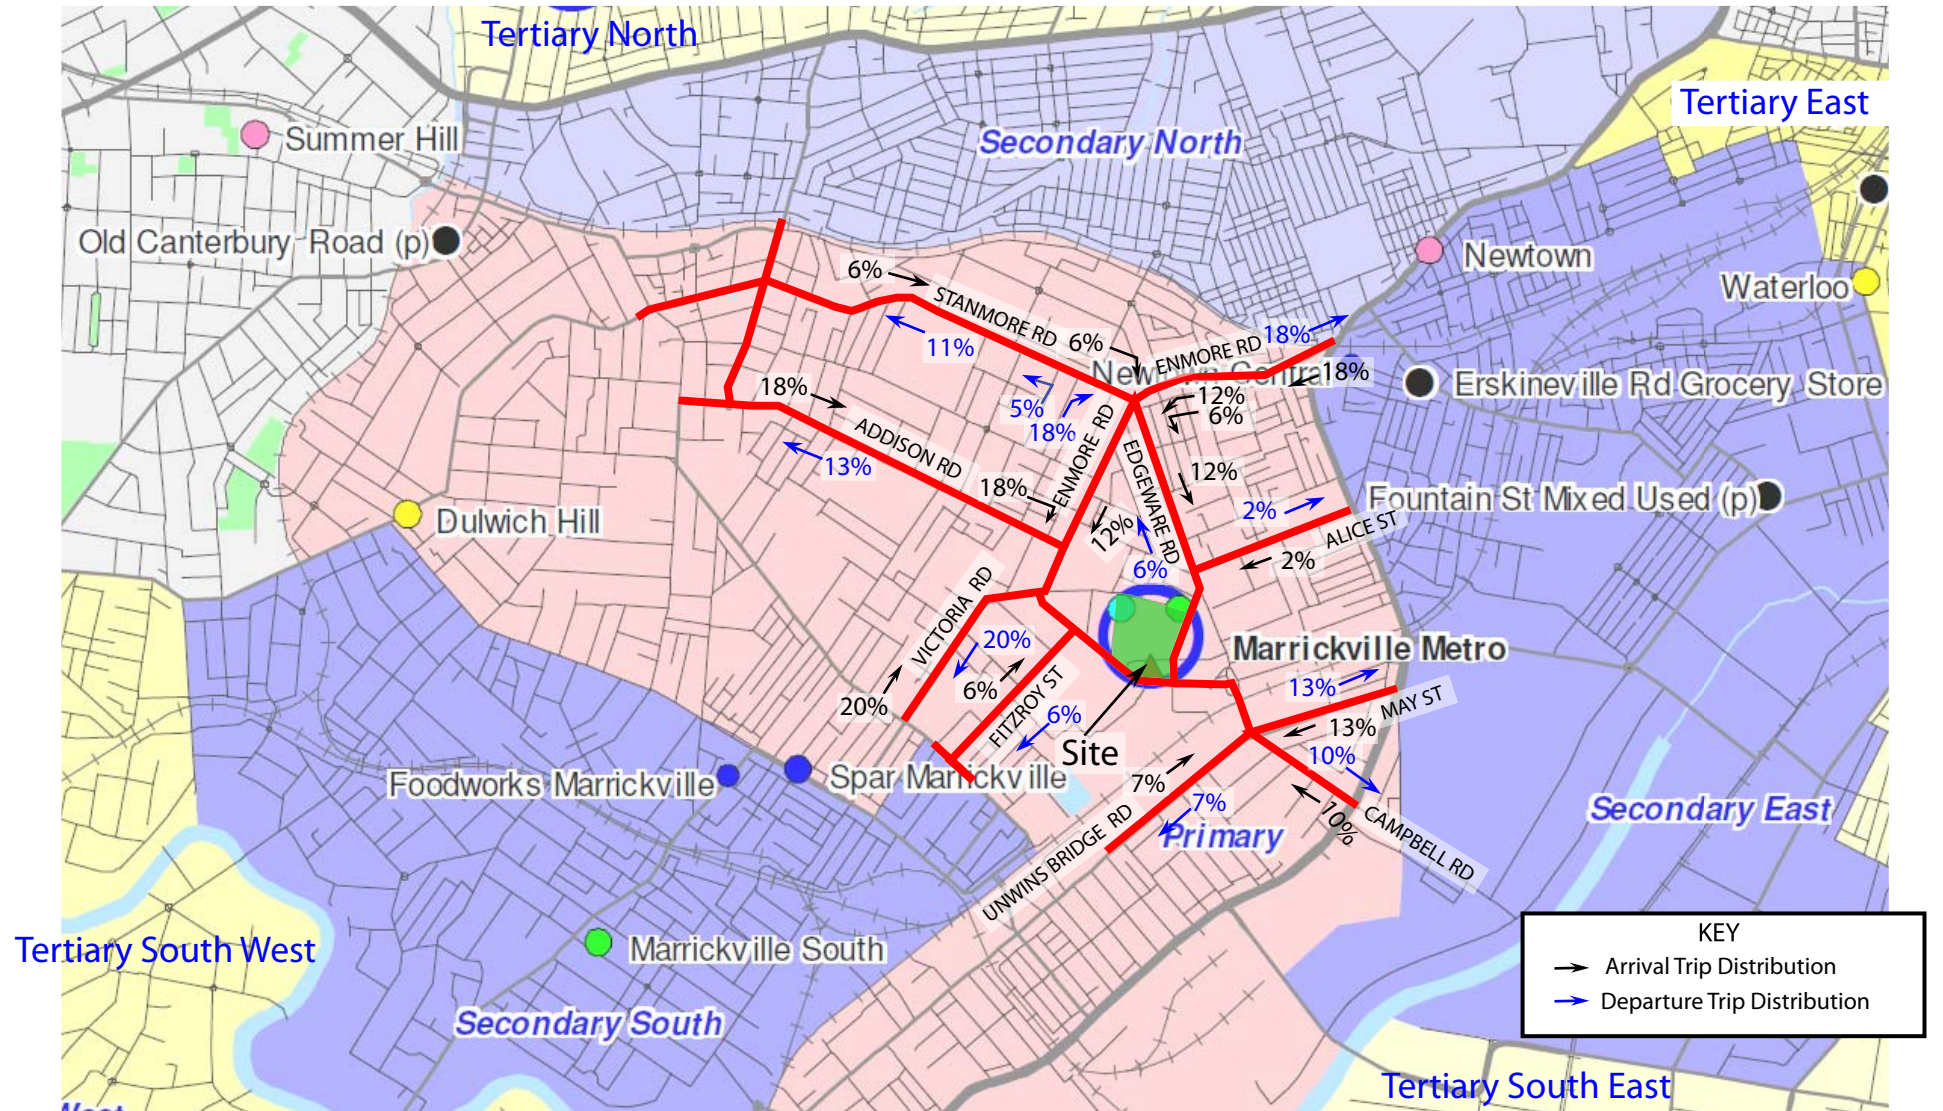 Tertiary North
Tertiary East
Summer Hill
Secondary North
Old Canterbury Road (p)
Newtown
Waterloo
6%
STANMORE RD
6%
ENMORE RD
18%
11%
Newtown Central
18%
Erskineville Rd Grocery Store
18%
5%
12%
6%
18%
ADDISON RD
13%
ENMORE RD
EDGEWARE RD
18%
12%
12%
2%
Fountain St Mixed Used (p)
ALICE ST
Dulwich Hill
2%
6%
VICTORIA RD
20%
6%
20%
FITZROY ST
6%
Marrickville Metro
13%
MAY ST
13%
Site
10%
Foodworks Marrickville
Spar Marrickville
7%
7%
10%
UNWINS BRIDGE RD
Primary
CAMPBELL RD
Secondary East
KEY
Arrival Trip Distribution
Departure Trip Distribution
Tertiary South West
Marrickville South
Secondary South
Tertiary South East
West